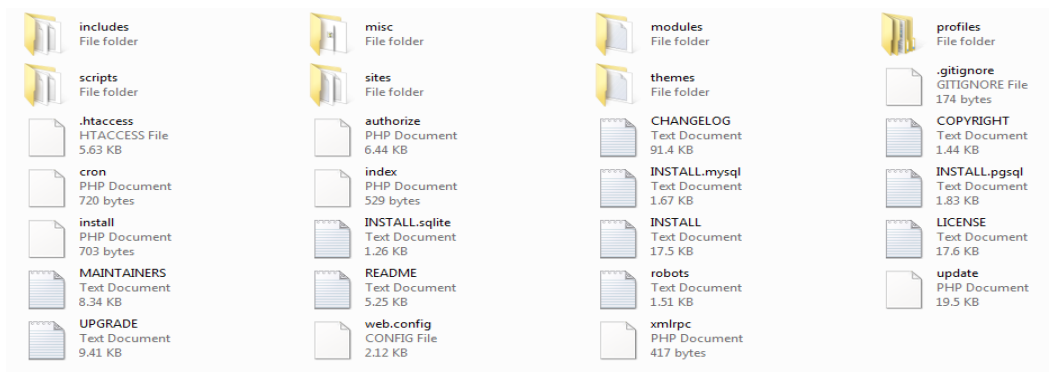 includes
File folder
misc
File folder
modules
File folder
profiles
File folder
scripts
File folder
sites
File folder
themes
File folder
.gitignore
GITIGNORE File
174 bytes
.htaccess
HTACCESS File
5.63 KB
authorize
PHP Document
6.44 KB
CHANGELOG
Text Document
91.4 KB
COPYRIGHT
Text Document
1.44 KB
cron
PHP Document
720 bytes
index
PHP Document
529 bytes
INSTALL.mysql
Text Document
1.67 KB
INSTALL.pgsql
Text Document
1.83 KB
install
PHP Document
703 bytes
INSTALL.sqlite
Text Document
1.26 KB
INSTALL
Text Document
17.5 KB
LICENSE
Text Document
17.6 KB
MAINTAINERS
Text Document
8.34 KB
README
Text Document
5.25 KB
robots
Text Document
1.51 KB
update
PHP Document
19.5 KB
UPGRADE
Text Document
9.41 KB
web.config
CONFIG File
2.12 KB
xmlrpc
PHP Document
417 bytes